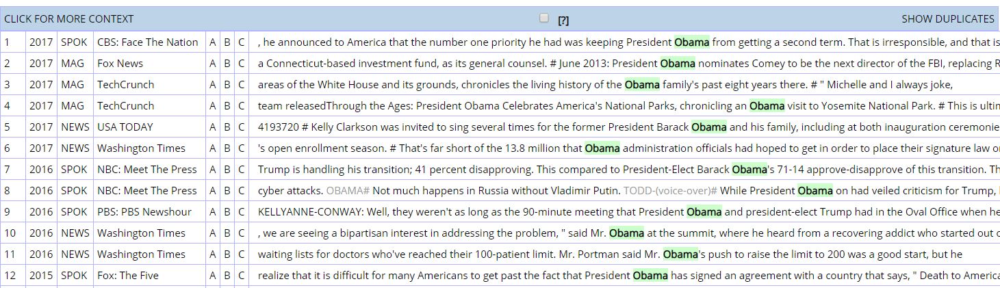 CLICK FOR MORE CONTEXT [?] SHOW DUPLICATES
1 2017 SPOK CBS: Face The Nation A B C , he announced to America that the number one priority he had was keeping President Obama from getting a second term. That is irresponsible, and that is
2 2017 MAG Fox News A B C a Connecticut-based investment fund, as its general counsel. # June 2013: President Obama nominates Comey to be the next director of the FBI, replacing R
3 2017 MAG TechCrunch A B C areas of the White House and its grounds, chronicles the living history of the Obama family's past eight years there. # " Michelle and I always joke,
4 2017 MAG TechCrunch A B C team releasedThrough the Ages: President Obama Celebrates America's National Parks, chronicling an Obama visit to Yosemite National Park. # This is ultin
5 2017 NEWS USA TODAY A B C 4193720 # Kelly Clarkson was invited to sing several times for the former President Barack Obama and his family, including at both inauguration ceremonie
6 2017 NEWS Washington Times A B C 's open enrollment season. # That's far short of the 13.8 million that Obama administration officials had hoped to get in order to place their signature law o
7 2016 SPOK NBC: Meet The Press A B C Trump is handling his transition; 41 percent disapproving. This compared to President-Elect Barack Obama's 71-14 approve-disapprove of this transition. Th
8 2016 SPOK NBC: Meet The Press A B C cyber attacks. OBAMA# Not much happens in Russia without Vladimir Putin. TODD-(voice-over)# While President Obama on had veiled criticism for Trump,
9 2016 SPOK PBS: PBS Newshour A B C KELLYANNE-CONWAY: Well, they weren't as long as the 90-minute meeting that President Obama and president-elect Trump had in the Oval Office when he
10 2016 NEWS Washington Times A B C , we are seeing a bipartisan interest in addressing the problem, " said Mr. Obama at the summit, where he heard from a recovering addict who started out
11 2016 NEWS Washington Times A B C waiting lists for doctors who've reached their 100-patient limit. Mr. Portman said Mr. Obama's push to raise the limit to 200 was a good start, but he
12 2015 SPOK Fox: The Five A B C realize that it is difficult for many Americans to get past the fact that President Obama has signed an agreement with a country that says, " Death to America